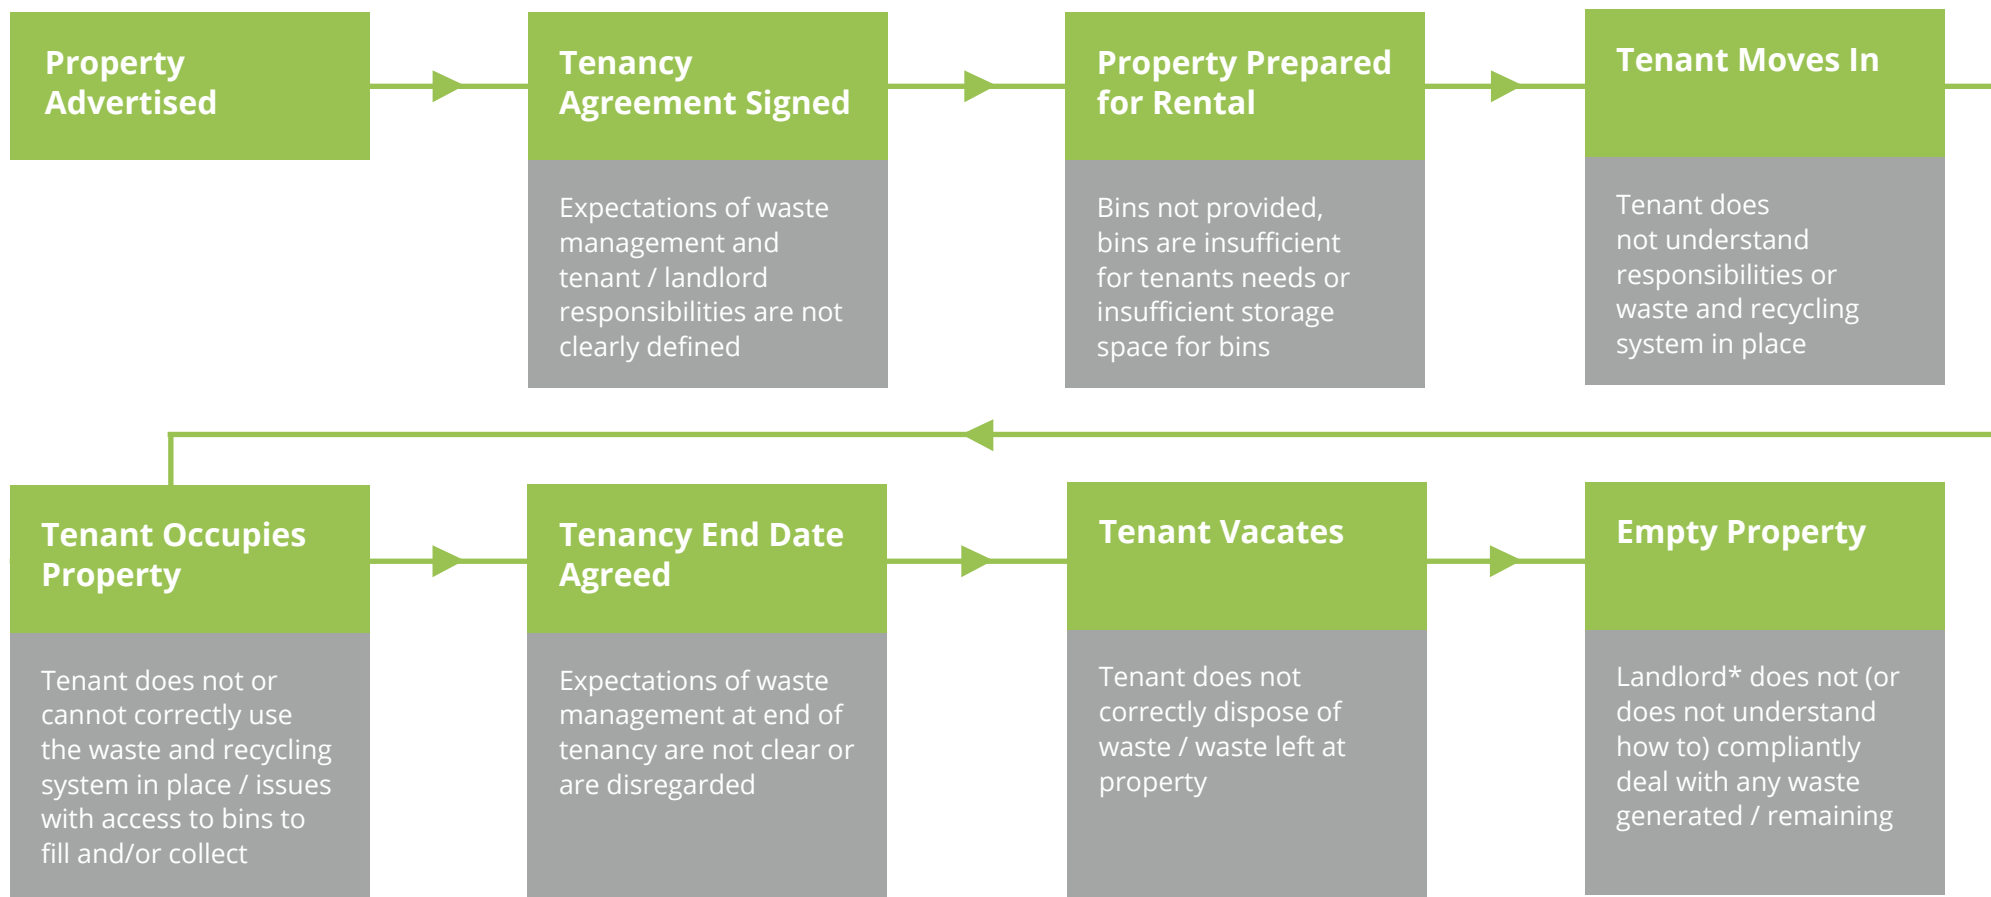 Property
Advertised
Tenancy
Agreement Signed
Expectations of waste
management and
tenant / landlord
responsibilities are not
clearly defined
Property Prepared
for Rental
Bins not provided,
bins are insufficient
for tenants needs or
insufficient storage
space for bins
Tenant Moves In
Tenant does
not understand
responsibilities or
waste and recycling
system in place
Tenant Occupies
Property
Tenant does not or
cannot correctly use
the waste and recycling
system in place / issues
with access to bins to
fill and/or collect
Tenancy End Date
Agreed
Expectations of waste
management at end of
tenancy are not clear or
are disregarded
Tenant Vacates
Tenant does not
correctly dispose of
waste / waste left at
property
Empty Property
Landlord* does not (or
does not understand
how to) compliantly
deal with any waste
generated / remaining